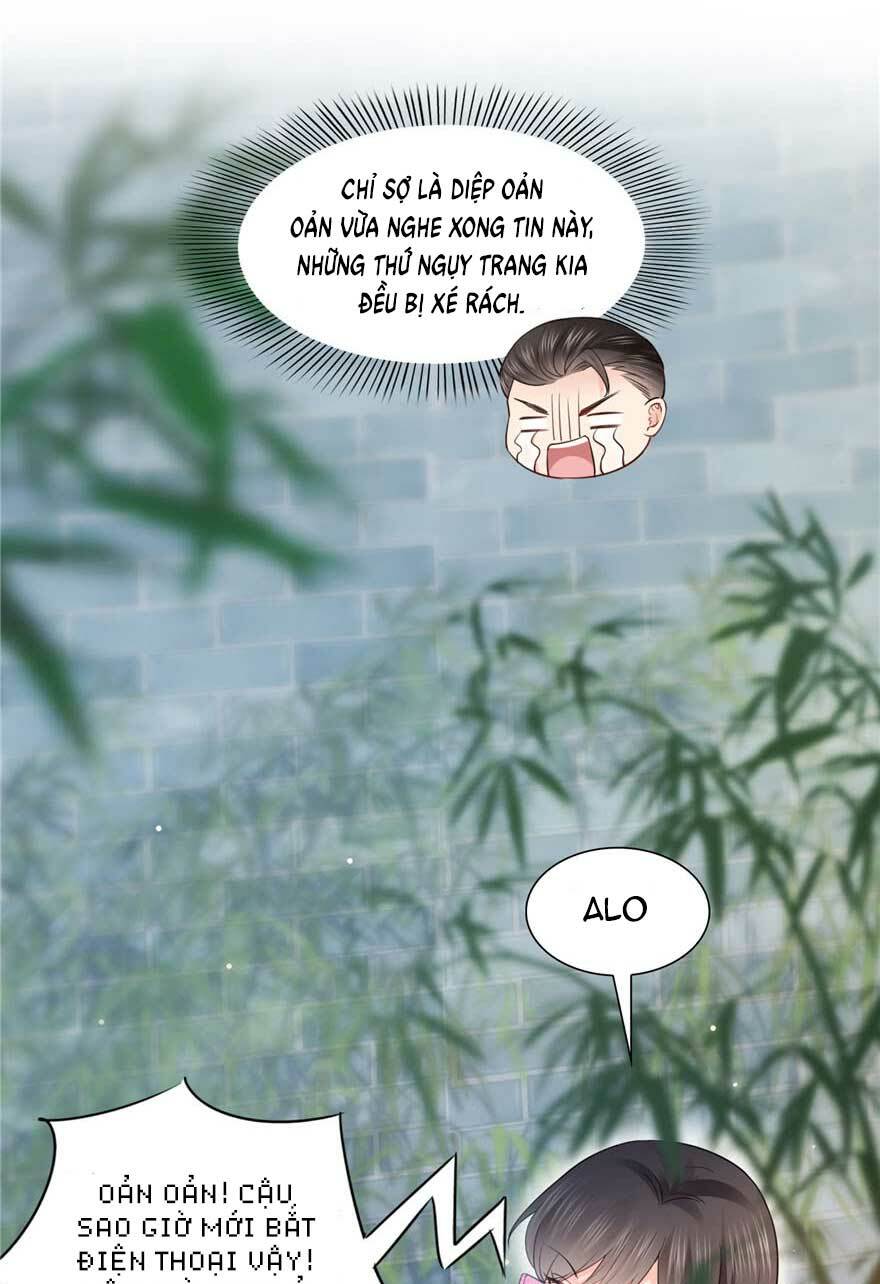 CHỈ SỢ LÀ DIỆP OẢN
OẢN VỪA NGHE XONG TIN NÀY,
NHỮNG THỨ NGỤY TRANG KIA
ĐỀU BỊ XÉ RÁCH.
ALO
OẢN OẢN! CẬU
SAO GIỜ MỚI BẮT
ĐIỆN THOẠI VẬY!